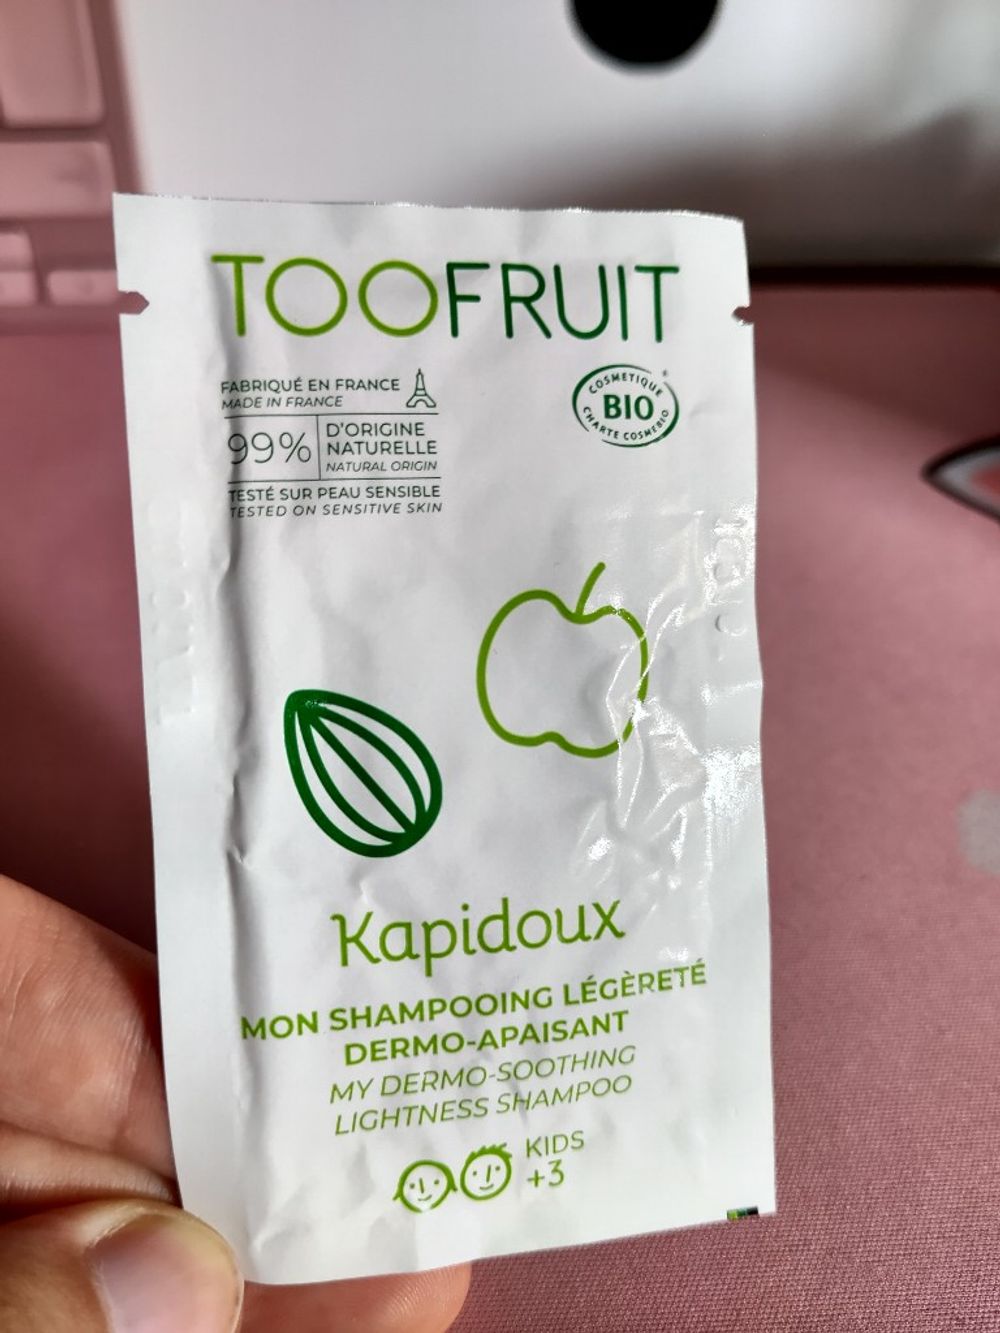 TOOFRUIT
FABRIQUÉ EN FRANCE
MADE IN FRANCE
99%
D'ORIGINE
NATURELLE
NATURAL ORIGIN
TESTÉ SUR PEAU SENSIBLE
TESTED ON SENSITIVE SKIN
COSMETIQUE
®
BIO
CHARTE COSMEBIO
Kapidoux
MON SHAMPOOING LÉGÈRETÉ
DERMO-APAISANT
MY DERMO-SOOTHING
LIGHTNESS SHAMPOO
KIDS
+3